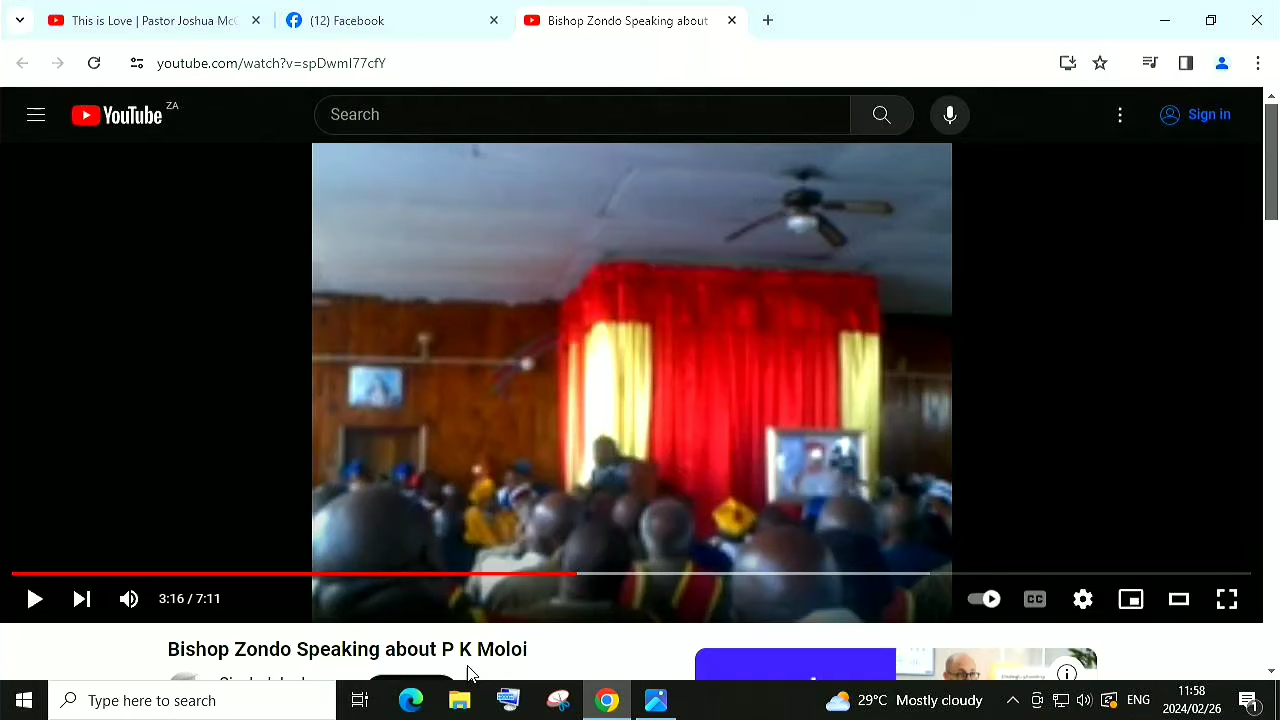 This is Love | Pastor Joshua Mc
(12) Facebook
Bishop Zondo Speaking about
youtube.com/watch?v=spDwmI77cfY
YouTube ZA
Search
Sign in
3:16 / 7:11
CC
Bishop Zondo Speaking about P K Moloi
Type here to search
29°C Mostly cloudy
ENG
11:58
2024/02/26
1